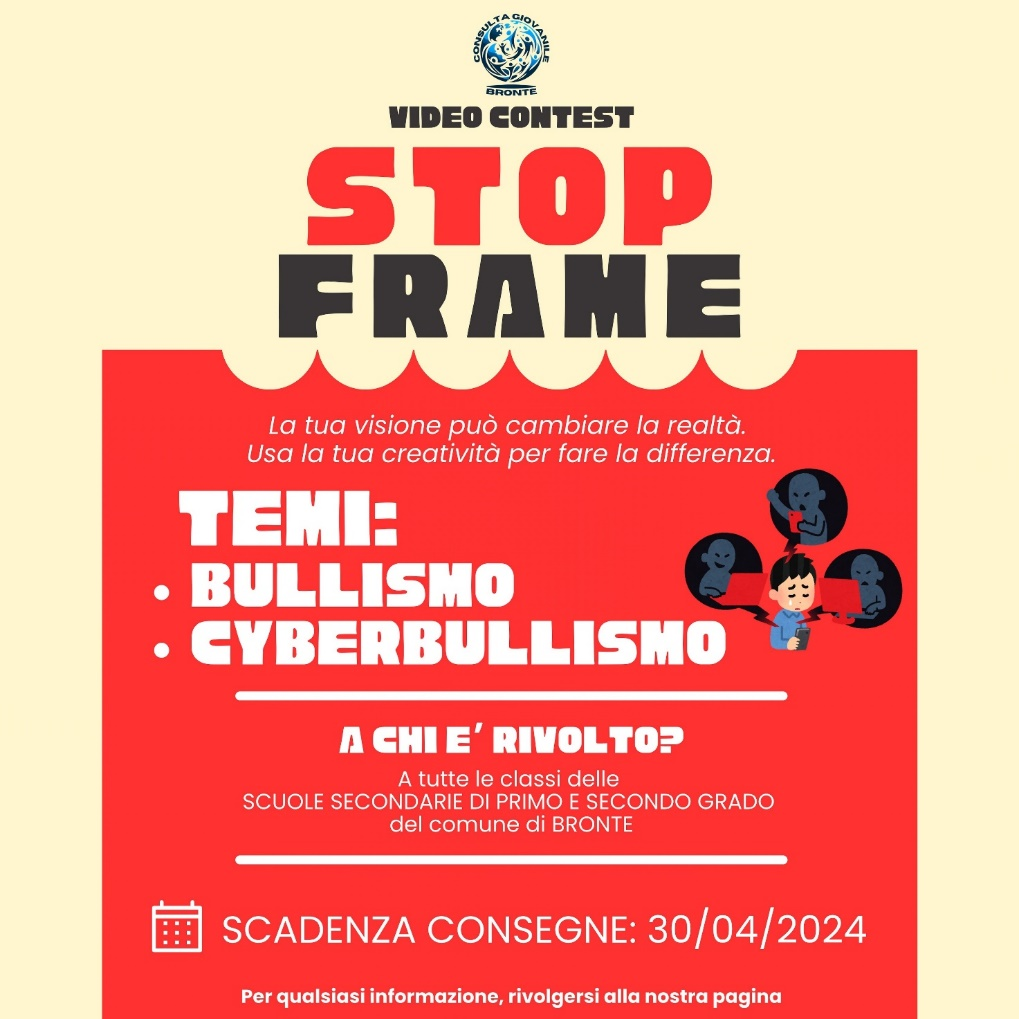 CONSULTA GIOVANILE
BRONTE
VIDEO CONTEST
STOP
FRAME
La tua visione può cambiare la realtà.
Usa la tua creatività per fare la differenza.
TEMI:
• BULLISMO
• CYBERBULLISMO
A CHI E' RIVOLTO?
A tutte le classi delle
SCUOLE SECONDARIE DI PRIMO E SECONDO GRADO
del comune di BRONTE
SCADENZA CONSEGNE: 30/04/2024
Per qualsiasi informazione, rivolgersi alla nostra pagina